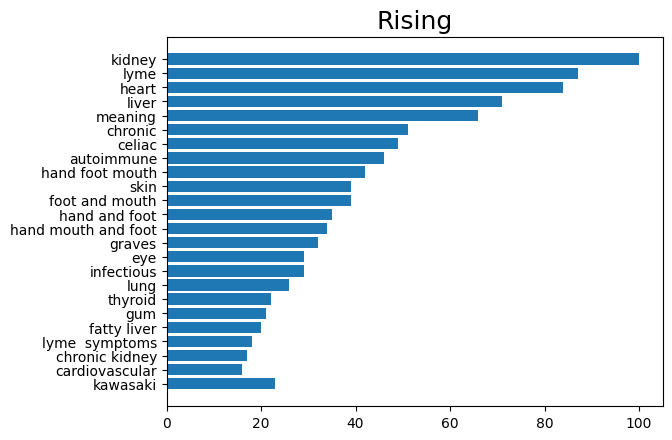 Rising
kidney
lyme
heart
liver
meaning
chronic
celiac
autoimmune
hand foot mouth
skin
foot and mouth
hand and foot
hand mouth and foot
graves
eye
infectious
lung
thyroid
gum
fatty liver
lyme  symptoms
chronic kidney
cardiovascular
kawasaki
0 20 40 60 80 100